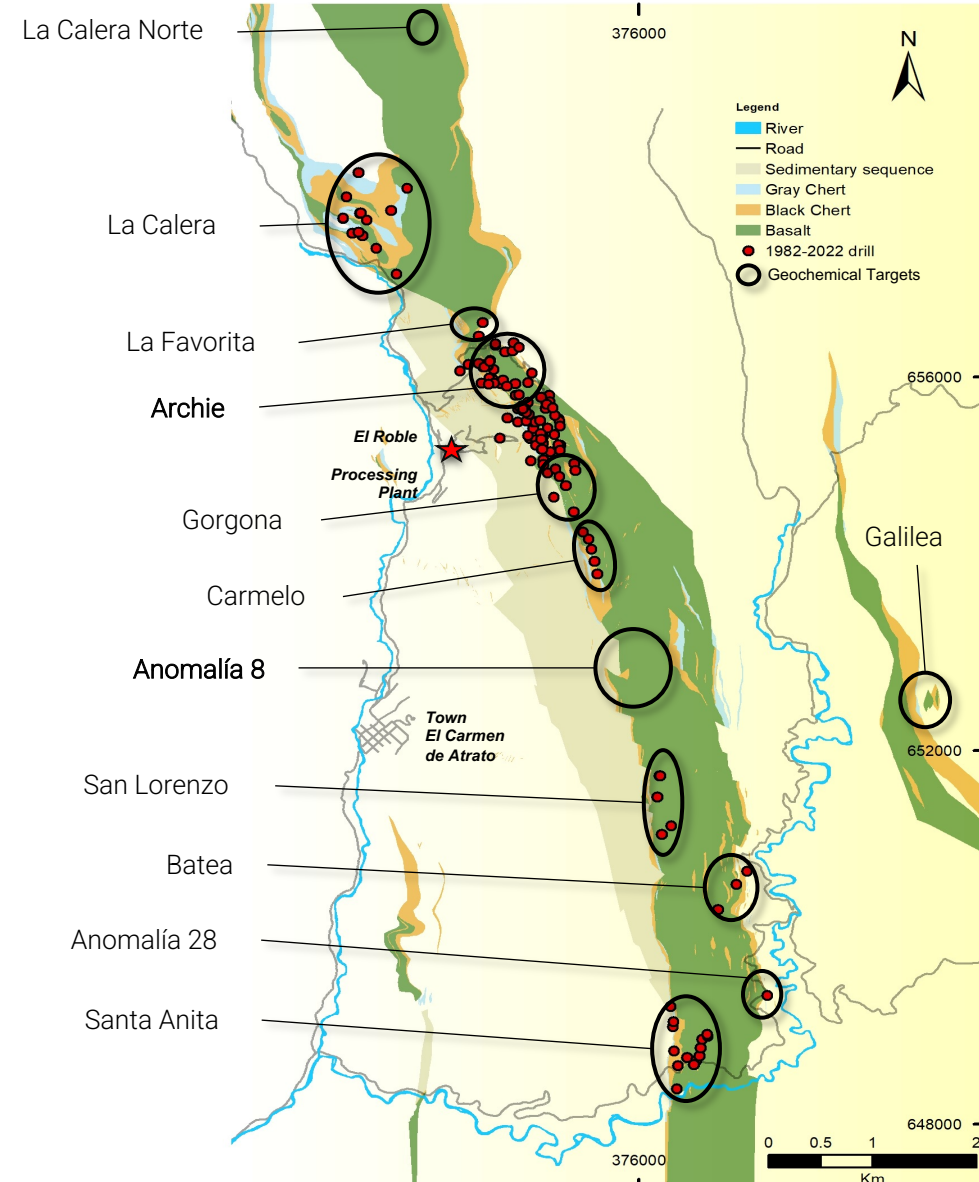 La Calera Norte
376000
N
Legend
River
Road
Sedimentary sequence
Gray Chert
Black Chert
Basalt
1982-2022 drill
Geochemical Targets
La Calera
La Favorita
656000
Archie
El Roble
Processing
Plant
Gorgona
Galilea
Carmelo
Anomalía 8
Town
El Carmen
de Atrato
652000
San Lorenzo
Batea
Anomalía 28
Santa Anita
648000
376000
0 0.5 1 2
Km